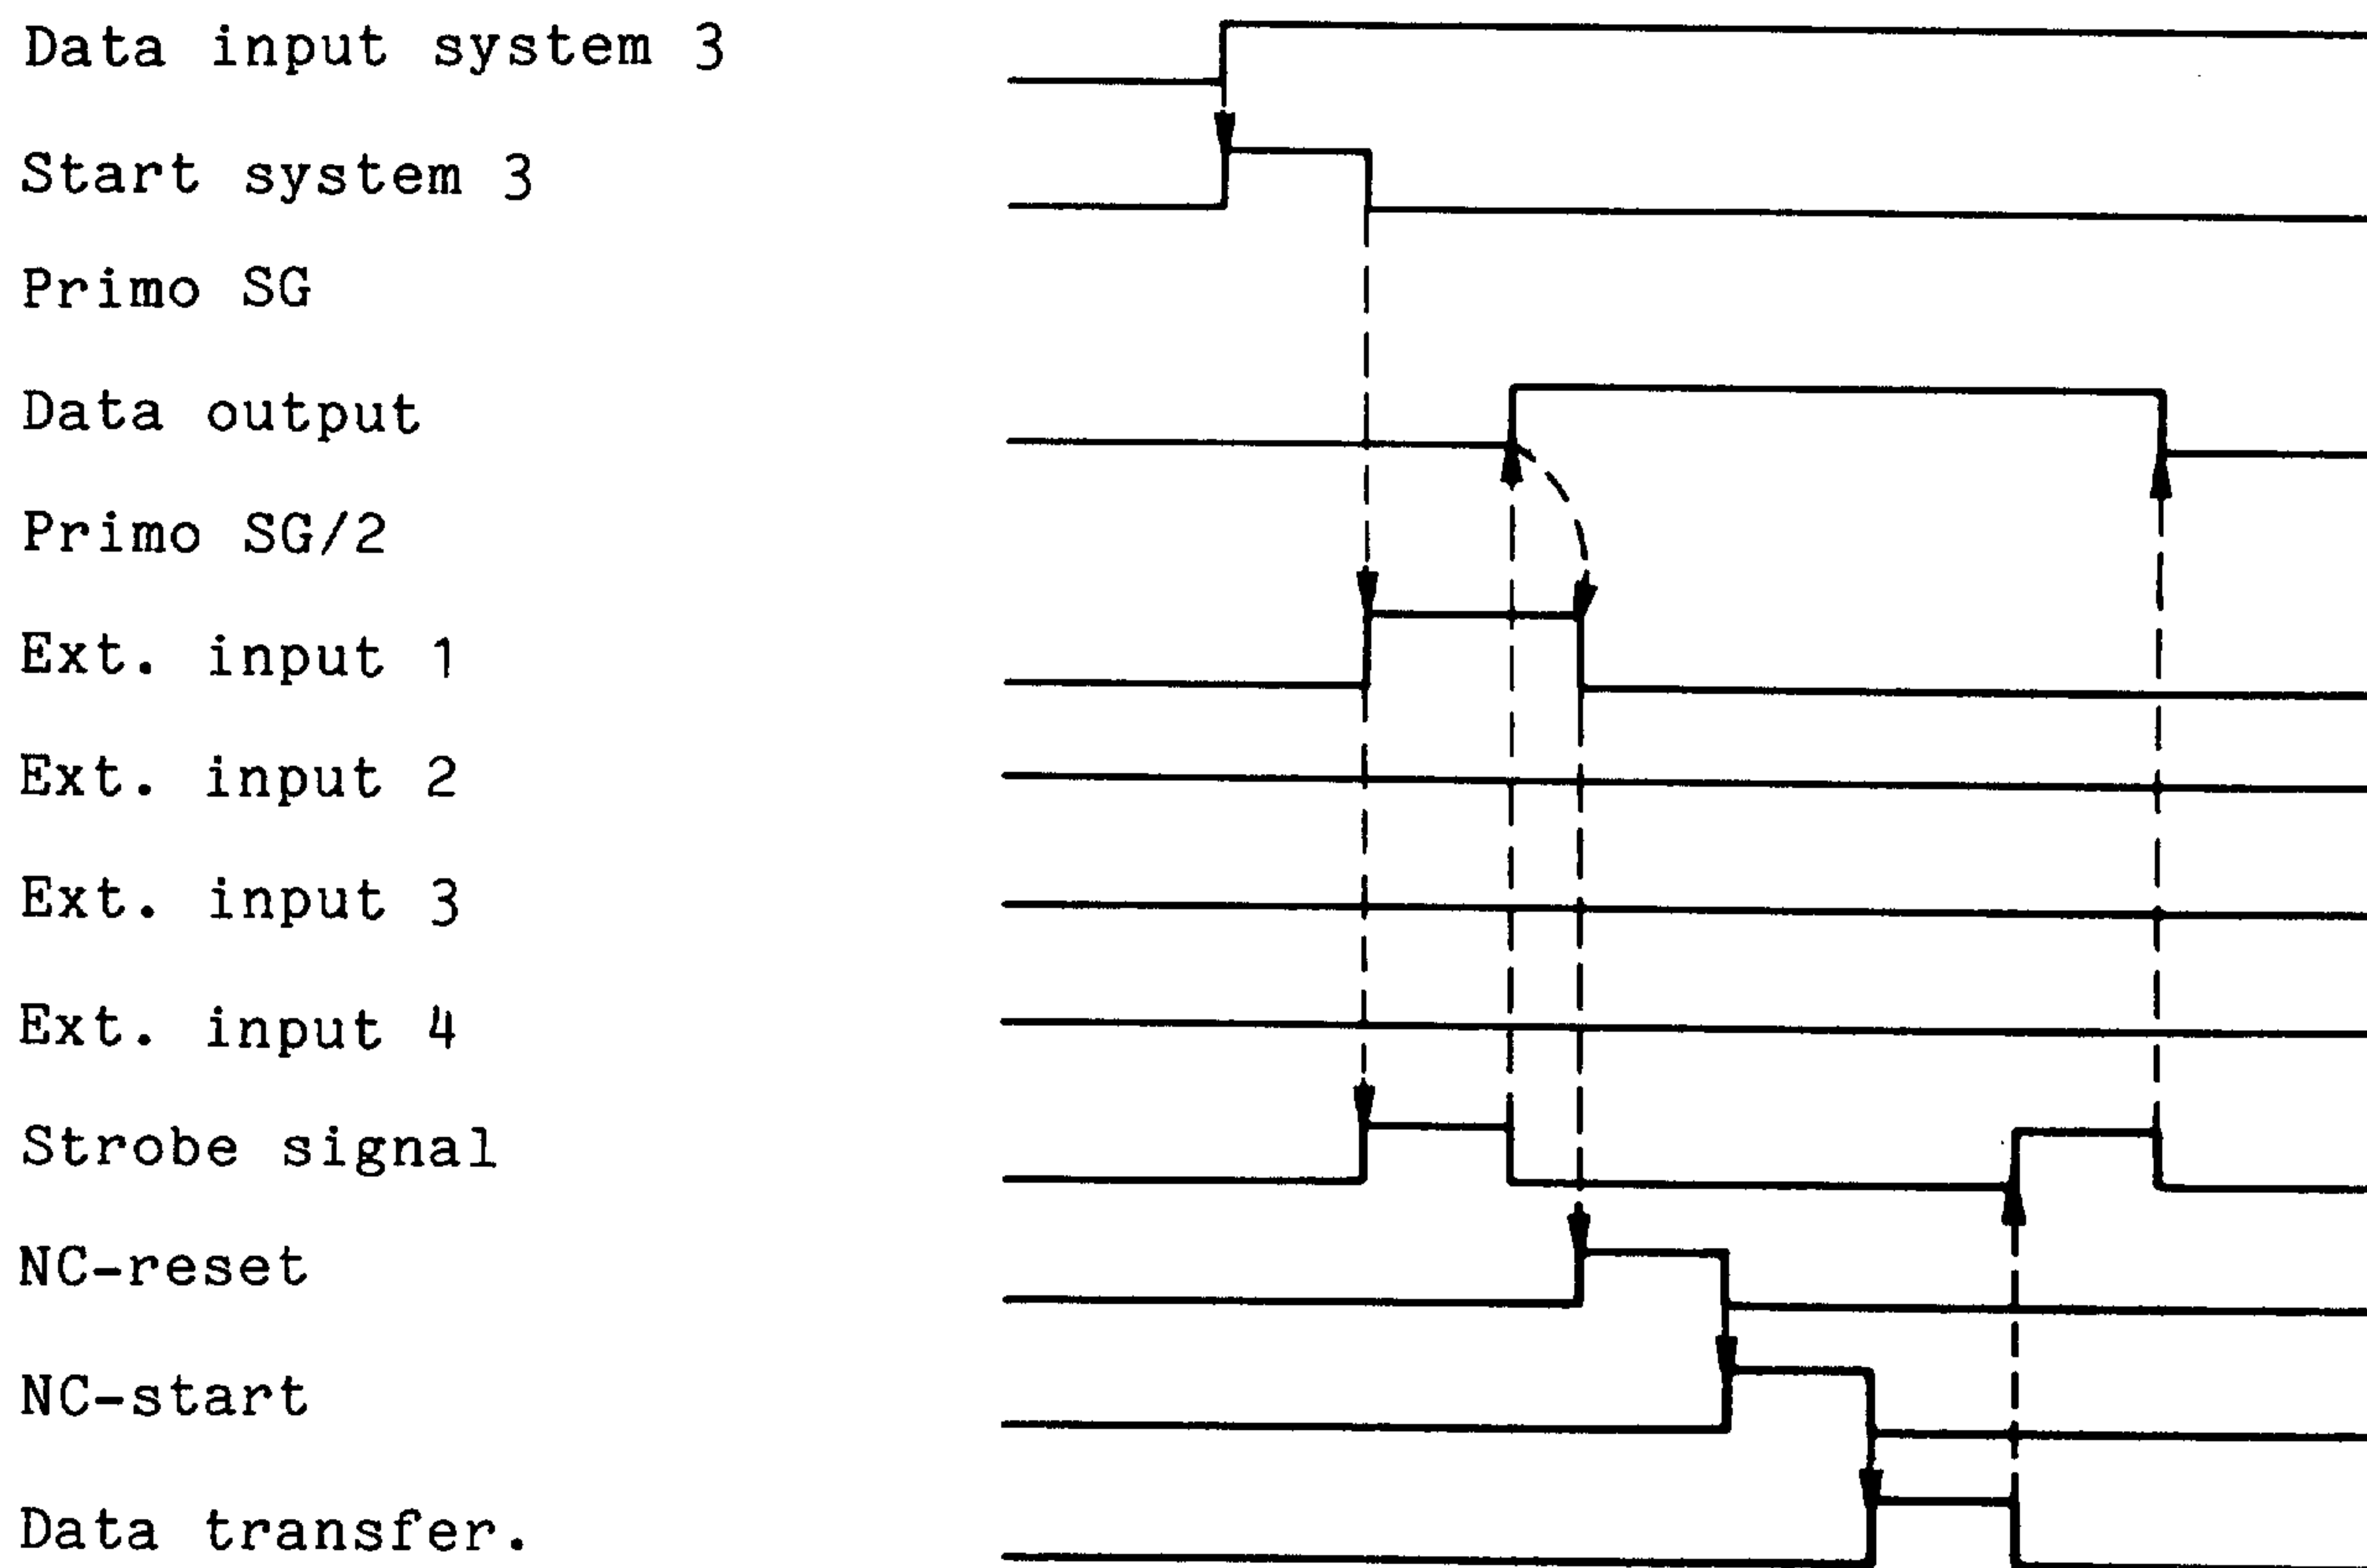 Data input system 3
Start system 3
Primo SG
Data output
Primo SG/2
Ext. input 1
Ext. input 2
Ext. input 3
Ext. input 4
Strobe signal
NC-reset
NC-start
Data transfer.